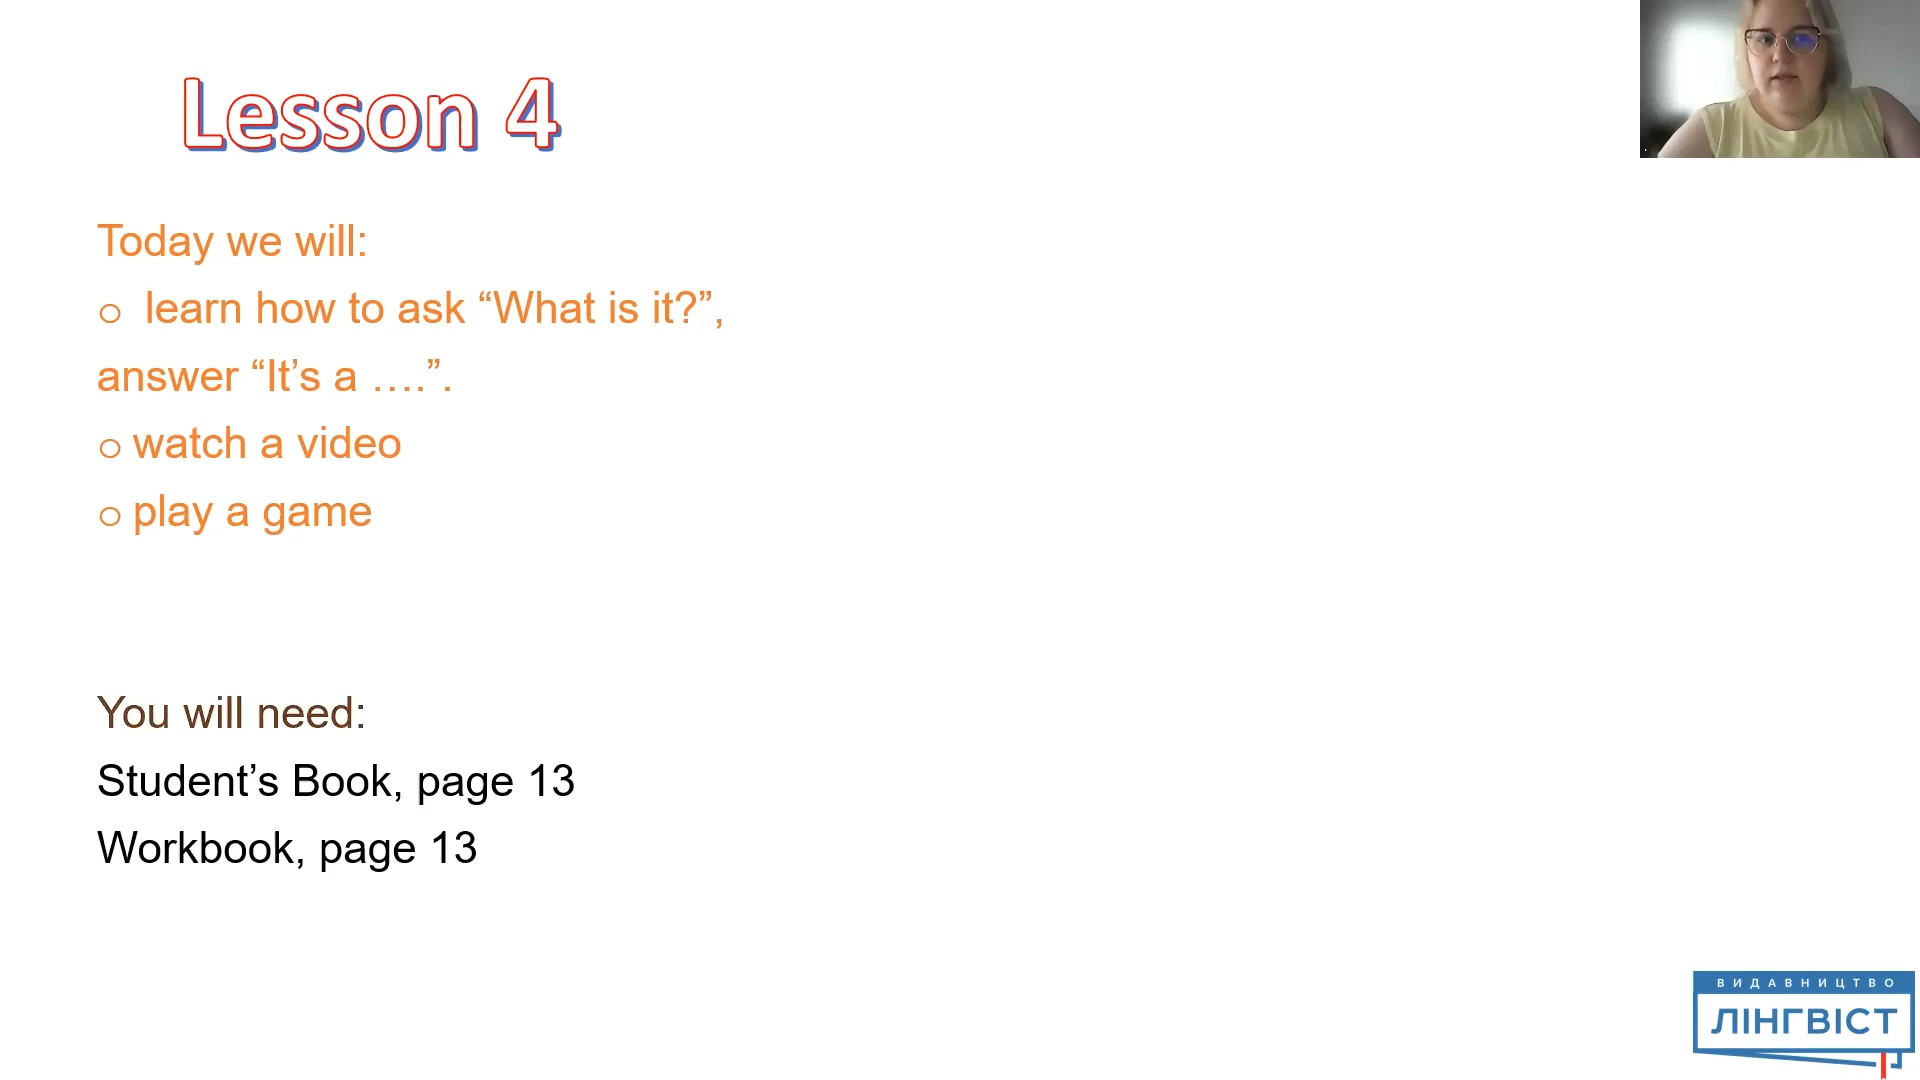 Lesson 4
Today we will:
o learn how to ask “What is it?”,
answer “It’s a ….”.
o watch a video
o play a game
You will need:
Student’s Book, page 13
Workbook, page 13
ВИДАВНИЦТВО
ЛІНГВІСТ